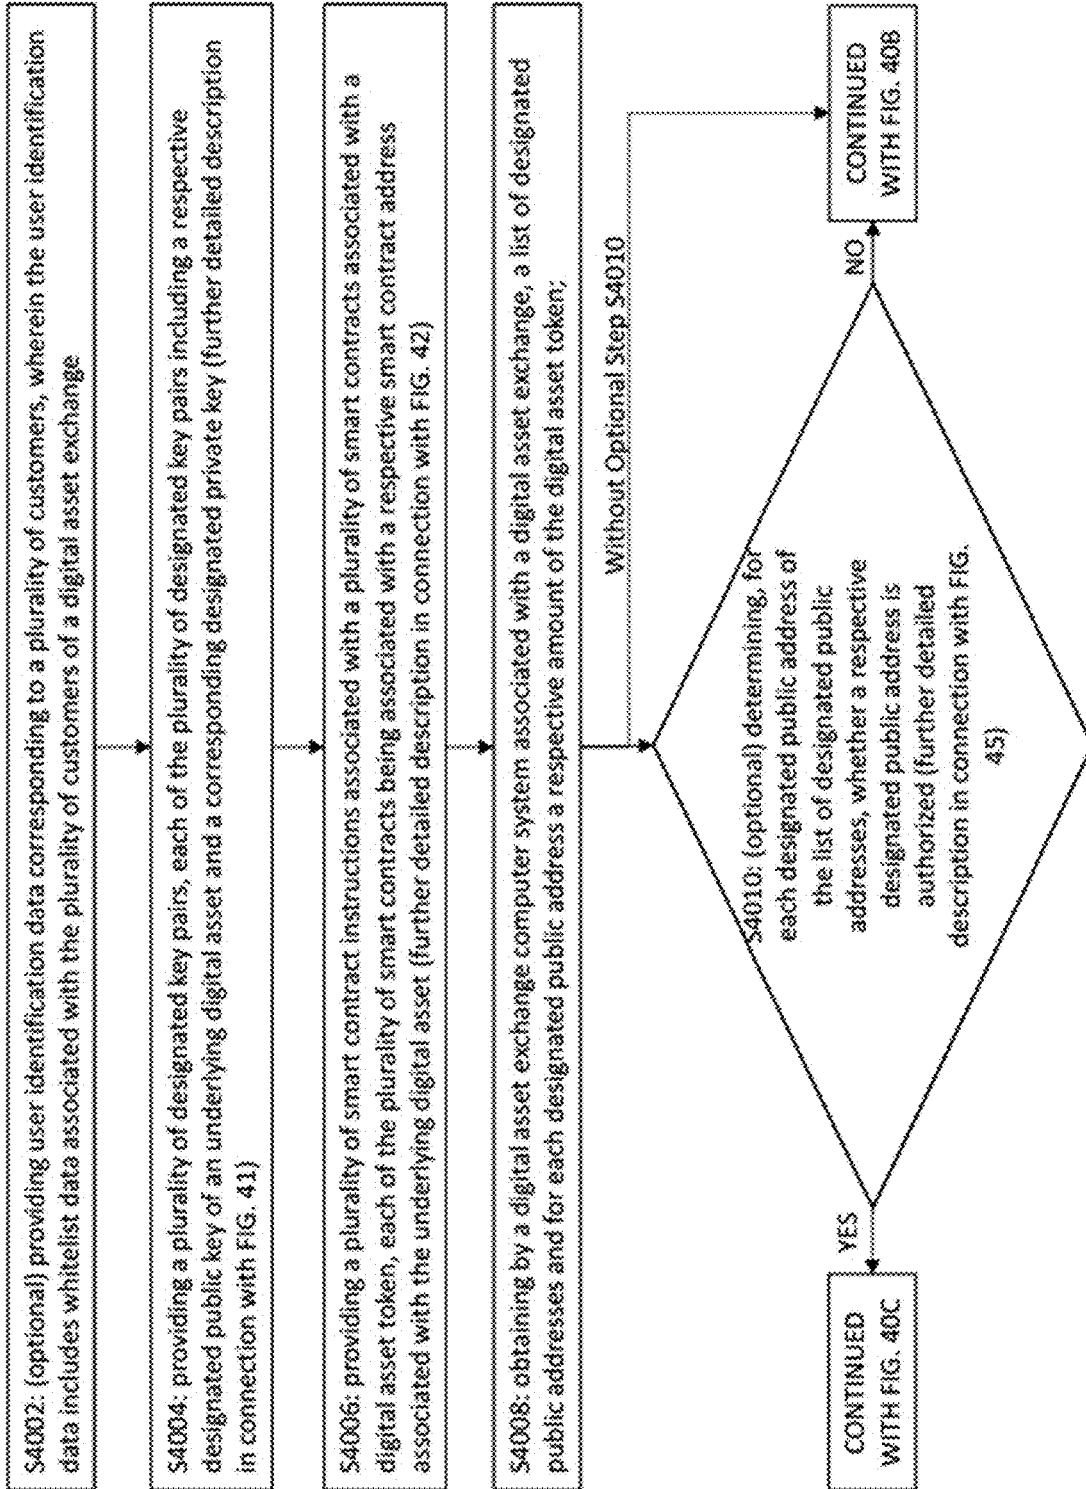 S4002: (optional) providing user identification data corresponding to a plurality of customers, wherein the user identification
data includes whitelist data associated with the plurality of customers of a digital asset exchange
S4004: providing a plurality of designated key pairs, each of the plurality of designated key pairs including a respective
designated public key of an underlying digital asset and a corresponding designated private key (further detailed description
in connection with FIG. 41)
S4006: providing a plurality of smart contract instructions associated with a plurality of smart contracts associated with a
digital asset token, each of the plurality of smart contracts being associated with a respective smart contract address
associated with the underlying digital asset (further detailed description in connection with FIG. 42)
S4008: obtaining by a digital asset exchange computer system associated with a digital asset exchange, a list of designated
public addresses and for each designated public address a respective amount of the digital asset token;
Without Optional Step S4010
S4010: (optional) determining, for
each designated public address of
the list of designated public
addresses, whether a respective
designated public address is
authorized (further detailed
description in connection with FIG.
45)
YES
NO
CONTINUED
WITH FIG. 40C
CONTINUED
WITH FIG. 40B